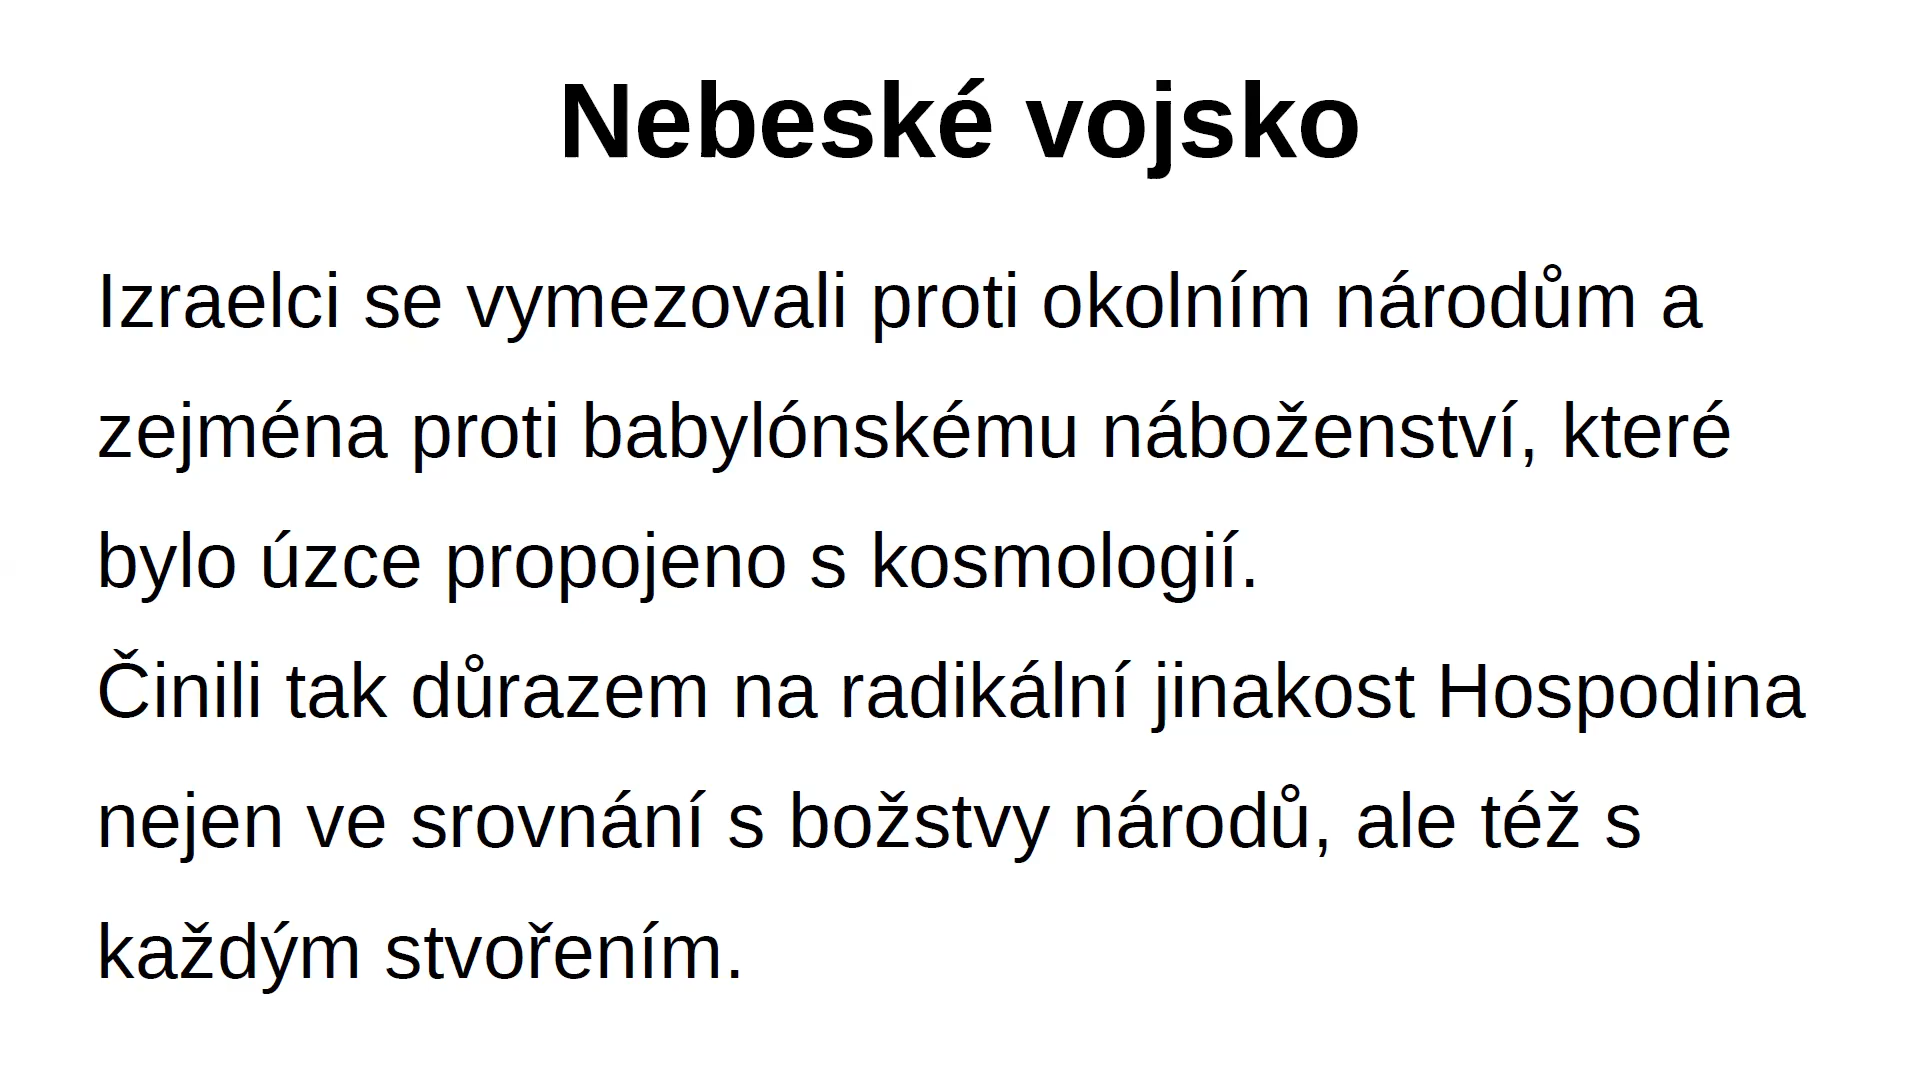 Nebeské vojsko
Izraelci se vymezovali proti okolním národům a
zejména proti babylónskému náboženství, které
bylo úzce propojeno s kosmologií.
Činili tak důrazem na radikální jinakost Hospodina
nejen ve srovnání s božstvy národů, ale též s
každým stvořením.